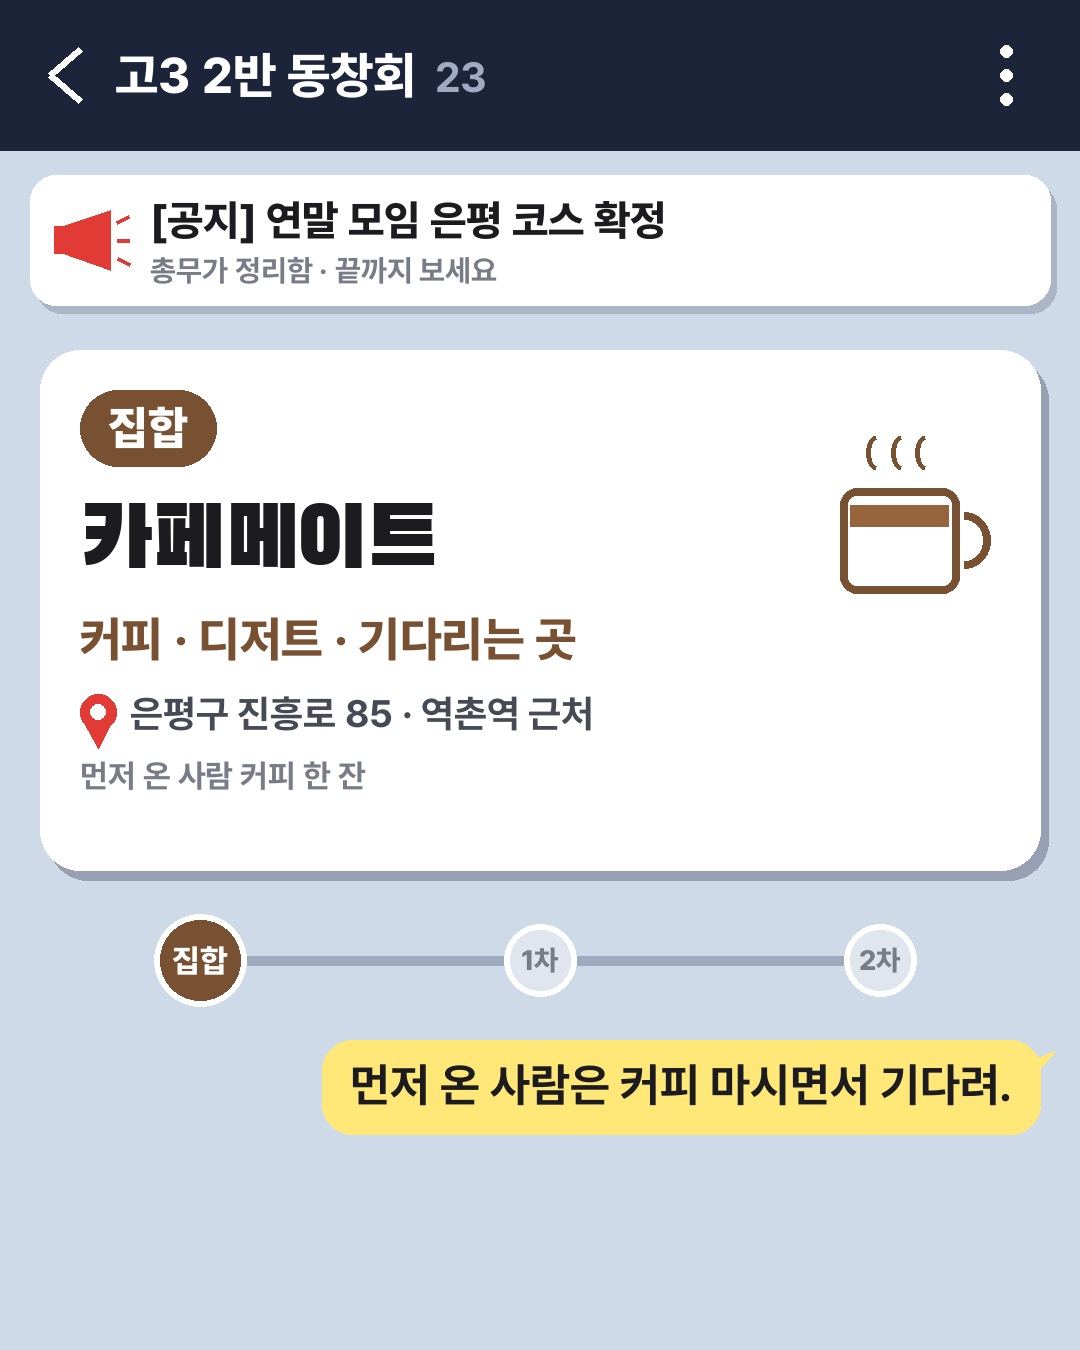 고3 2반 동창회 23
[공지] 연말 모임 은평 코스 확정
총무가 정리함 · 끝까지 보세요
집합
카페메이트
커피 · 디저트 · 기다리는 곳
은평구 진흥로 85 · 역촌역 근처
먼저 온 사람 커피 한 잔
집합 1차 2차
먼저 온 사람은 커피 마시면서 기다려.